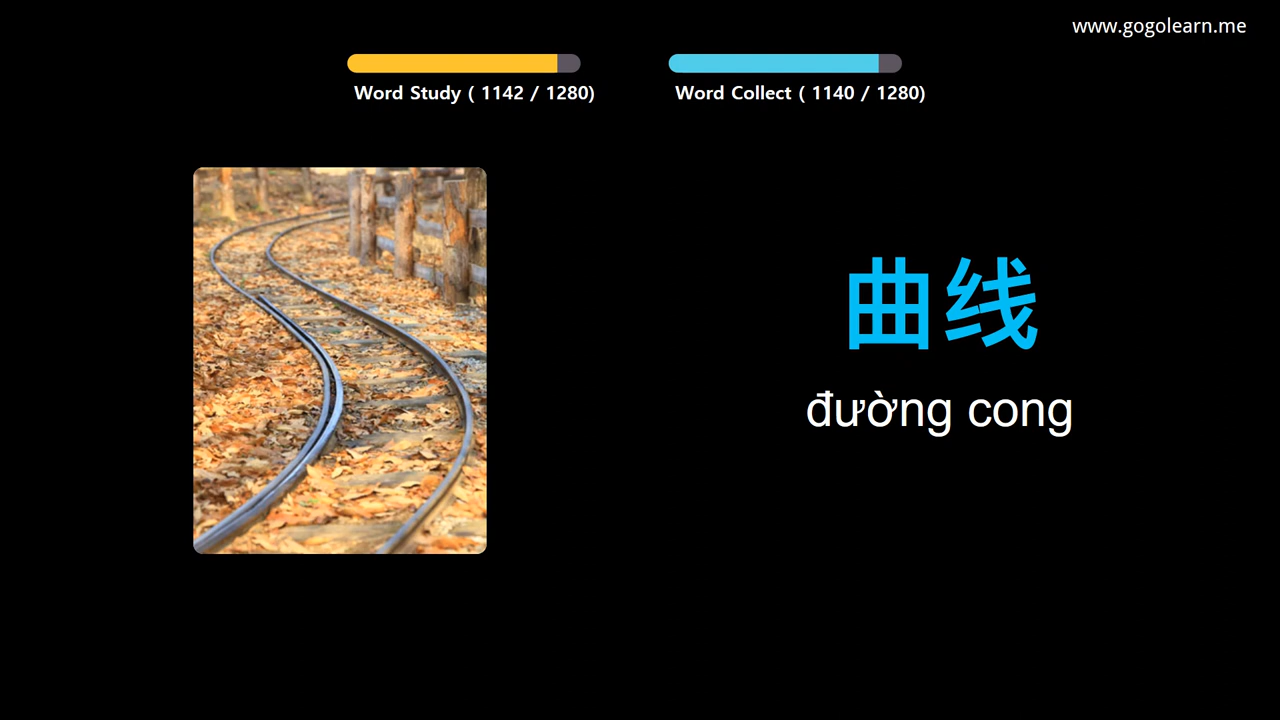 www.gogolearn.me
Word Study ( 1142 / 1280)
Word Collect ( 1140 / 1280)
曲线
đường cong